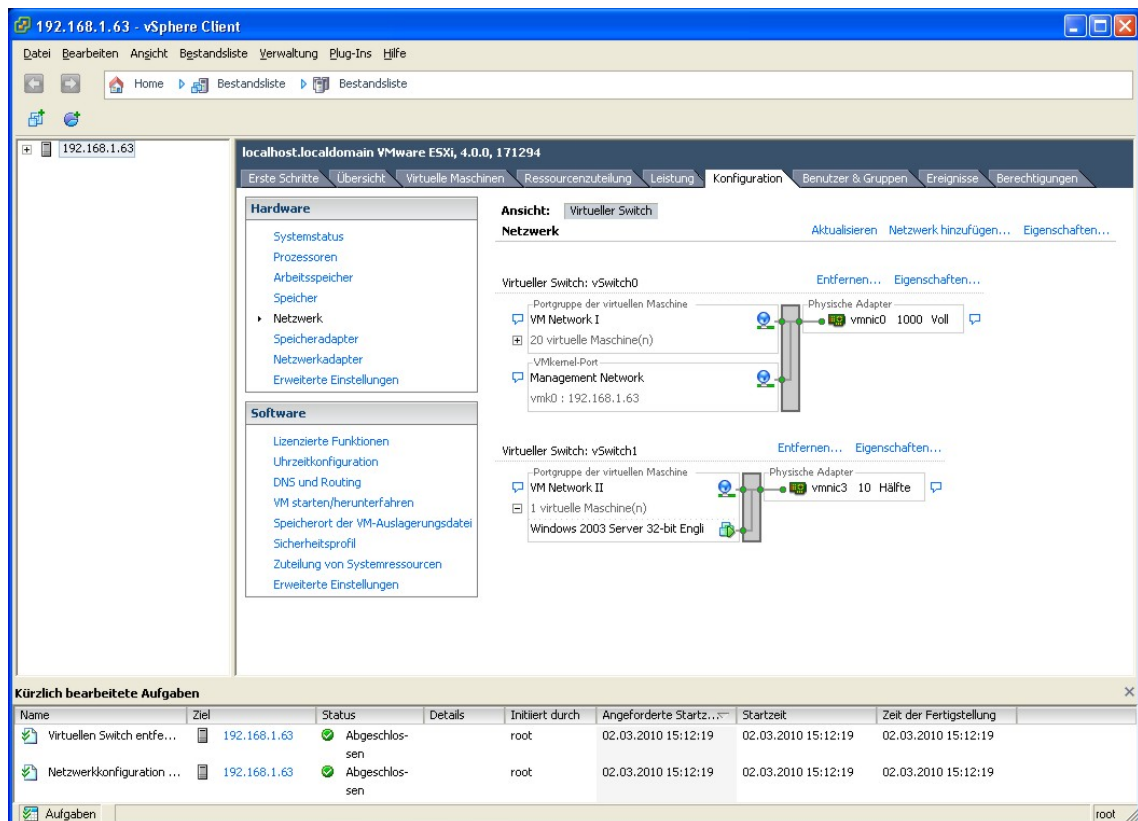 192.168.1.63 - vSphere Client
Datei Bearbeiten Ansicht Bestandsliste Verwaltung Plug-Ins Hilfe
Home Bestandsliste Bestandsliste
192.168.1.63
localhost.localdomain VMware ESXi, 4.0.0, 171294
Erste Schritte Übersicht Virtuelle Maschinen Ressourcenzuteilung Leistung Konfiguration Benutzer & Gruppen Ereignisse Berechtigungen
Hardware
Systemstatus
Prozessoren
Arbeitsspeicher
Speicher
Netzwerk
Speicheradapter
Netzwerkadapter
Erweiterte Einstellungen
Software
Lizenzierte Funktionen
Uhrzeitkonfiguration
DNS und Routing
VM starten/herunterfahren
Speicherort der VM-Auslagerungsdatei
Sicherheitsprofil
Zuteilung von Systemressourcen
Erweiterte Einstellungen
Ansicht: Virtueller Switch
Netzwerk Aktualisieren Netzwerk hinzufügen... Eigenschaften...
Virtueller Switch: vSwitch0 Entfernen... Eigenschaften...
Portgruppe der virtuellen Maschine Physische Adapter
VM Network I vmnic0 1000 Voll
20 virtuelle Maschine(n)
VMkernel-Port
Management Network
vmk0 : 192.168.1.63
Virtueller Switch: vSwitch1 Entfernen... Eigenschaften...
Portgruppe der virtuellen Maschine Physische Adapter
VM Network II vmnic3 10 Hälfte
1 virtuelle Maschine(n)
Windows 2003 Server 32-bit Engli
Kürzlich bearbeitete Aufgaben
Name Ziel Status Details Initiiert durch Angeforderte Startz... Startzeit Zeit der Fertigstellung
Virtuellen Switch entfe... 192.168.1.63 Abgeschlos- root 02.03.2010 15:12:19 02.03.2010 15:12:19 02.03.2010 15:12:19
sen
Netzwerkkonfiguration ... 192.168.1.63 Abgeschlos- root 02.03.2010 15:12:19 02.03.2010 15:12:19 02.03.2010 15:12:19
sen
Aufgaben root